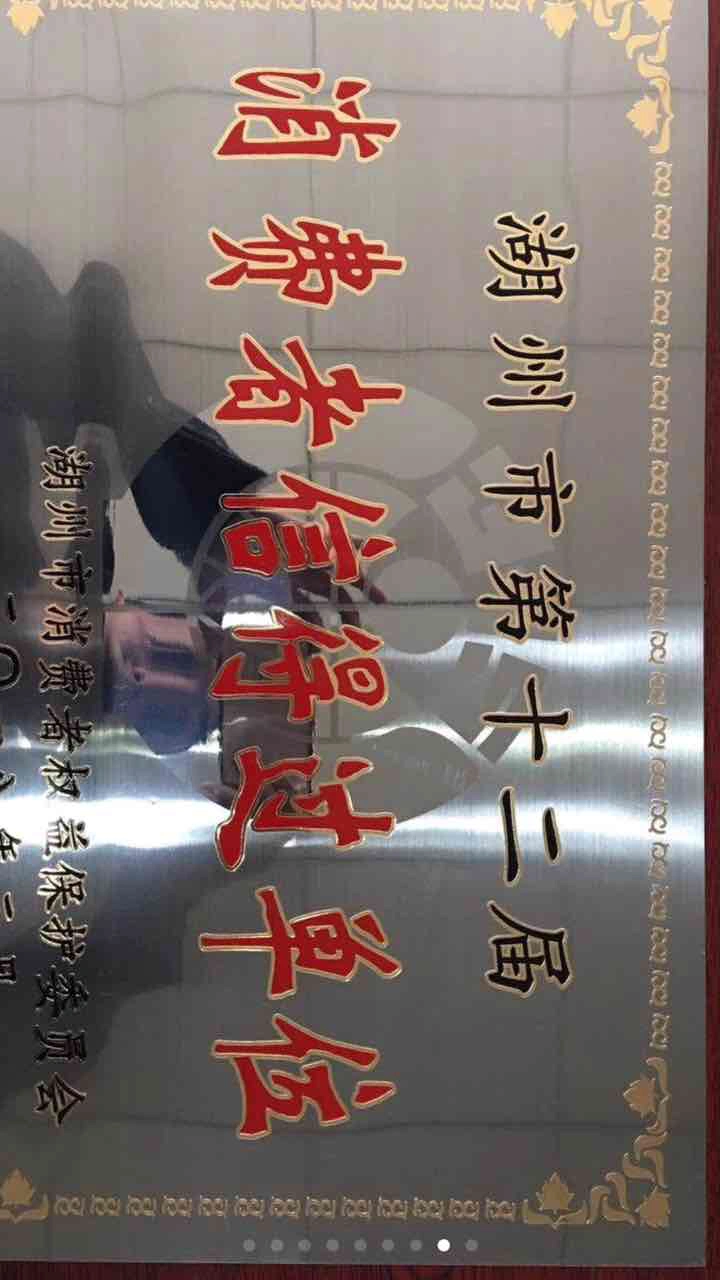 湖州市第十二届
消费者信得过单位
湖州市消费者权益保护委员会